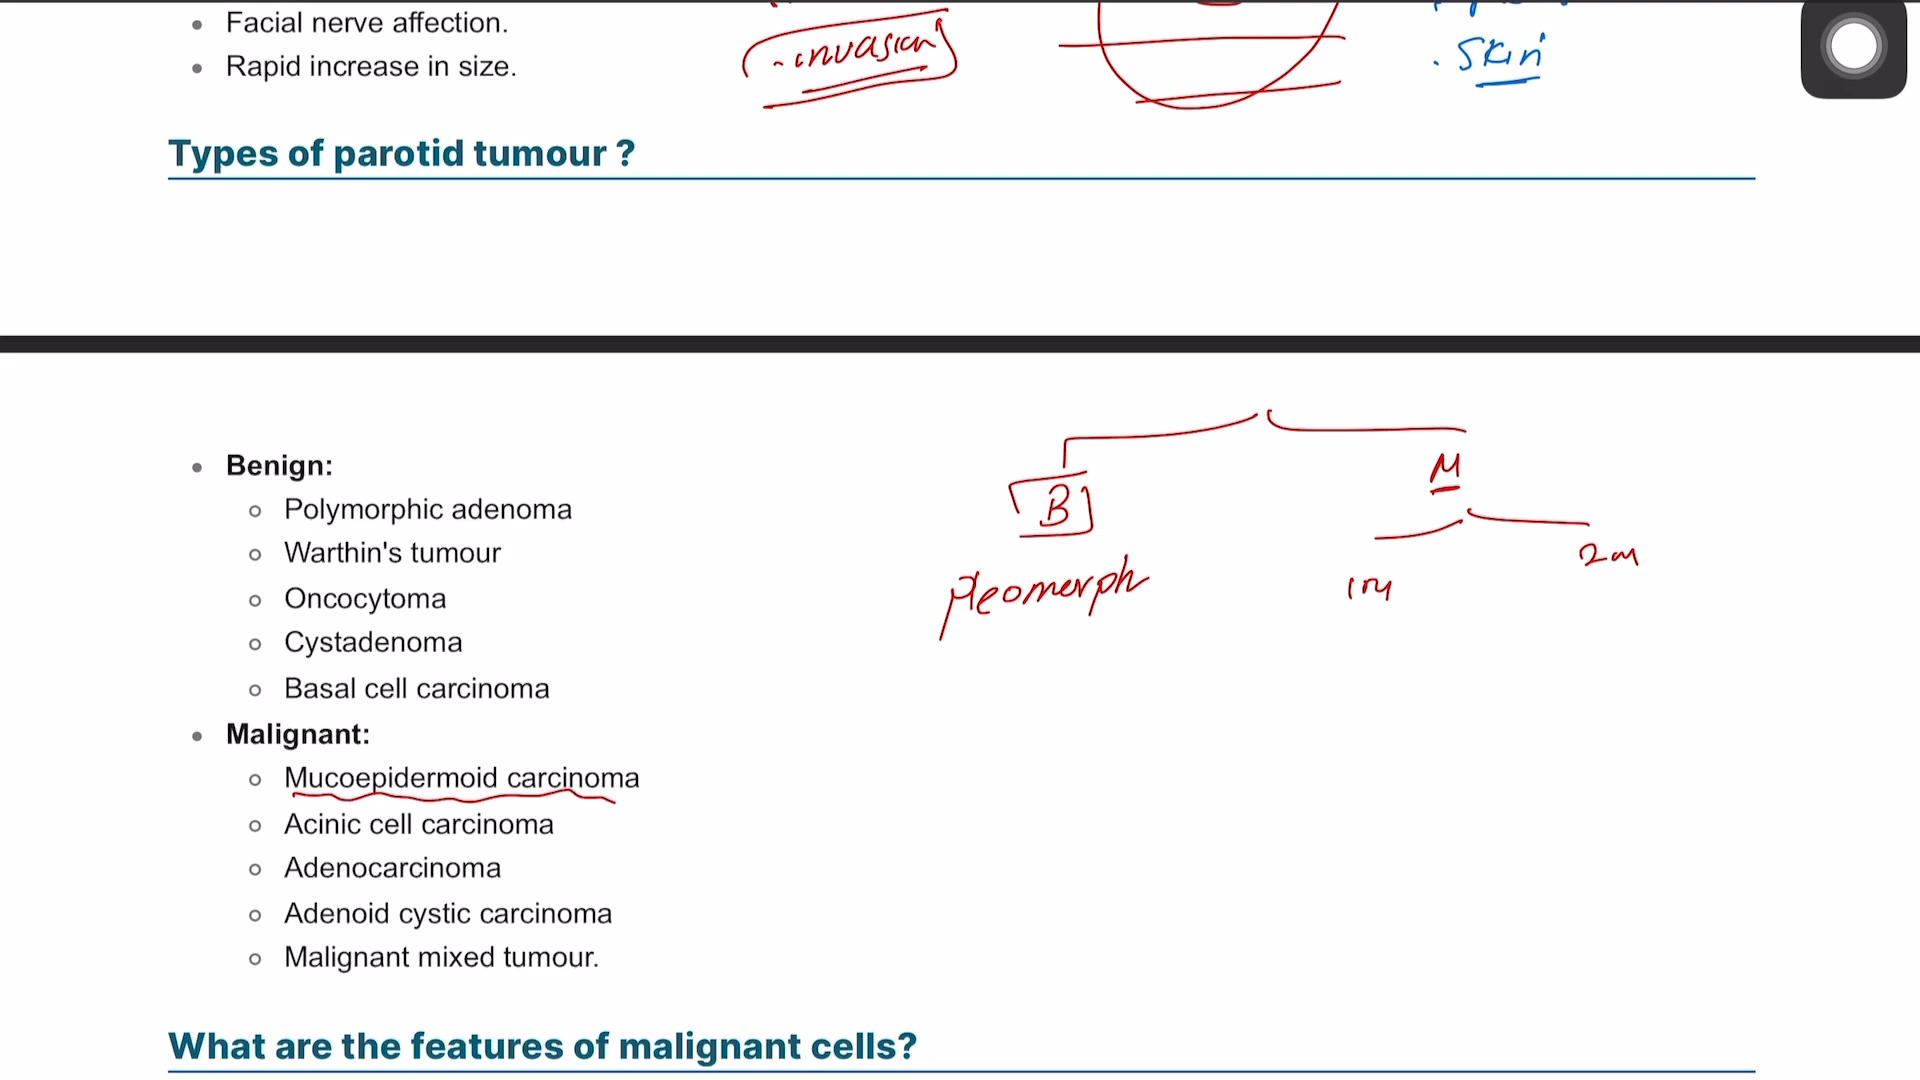 Facial nerve affection.
Rapid increase in size.
invasion
. Skin
Types of parotid tumour ?
Benign:
Polymorphic adenoma
Warthin's tumour
Oncocytoma
Cystadenoma
Basal cell carcinoma
Malignant:
Mucoepidermoid carcinoma
Acinic cell carcinoma
Adenocarcinoma
Adenoid cystic carcinoma
Malignant mixed tumour.
B
M
Pleomorph
1ry
What are the features of malignant cells?